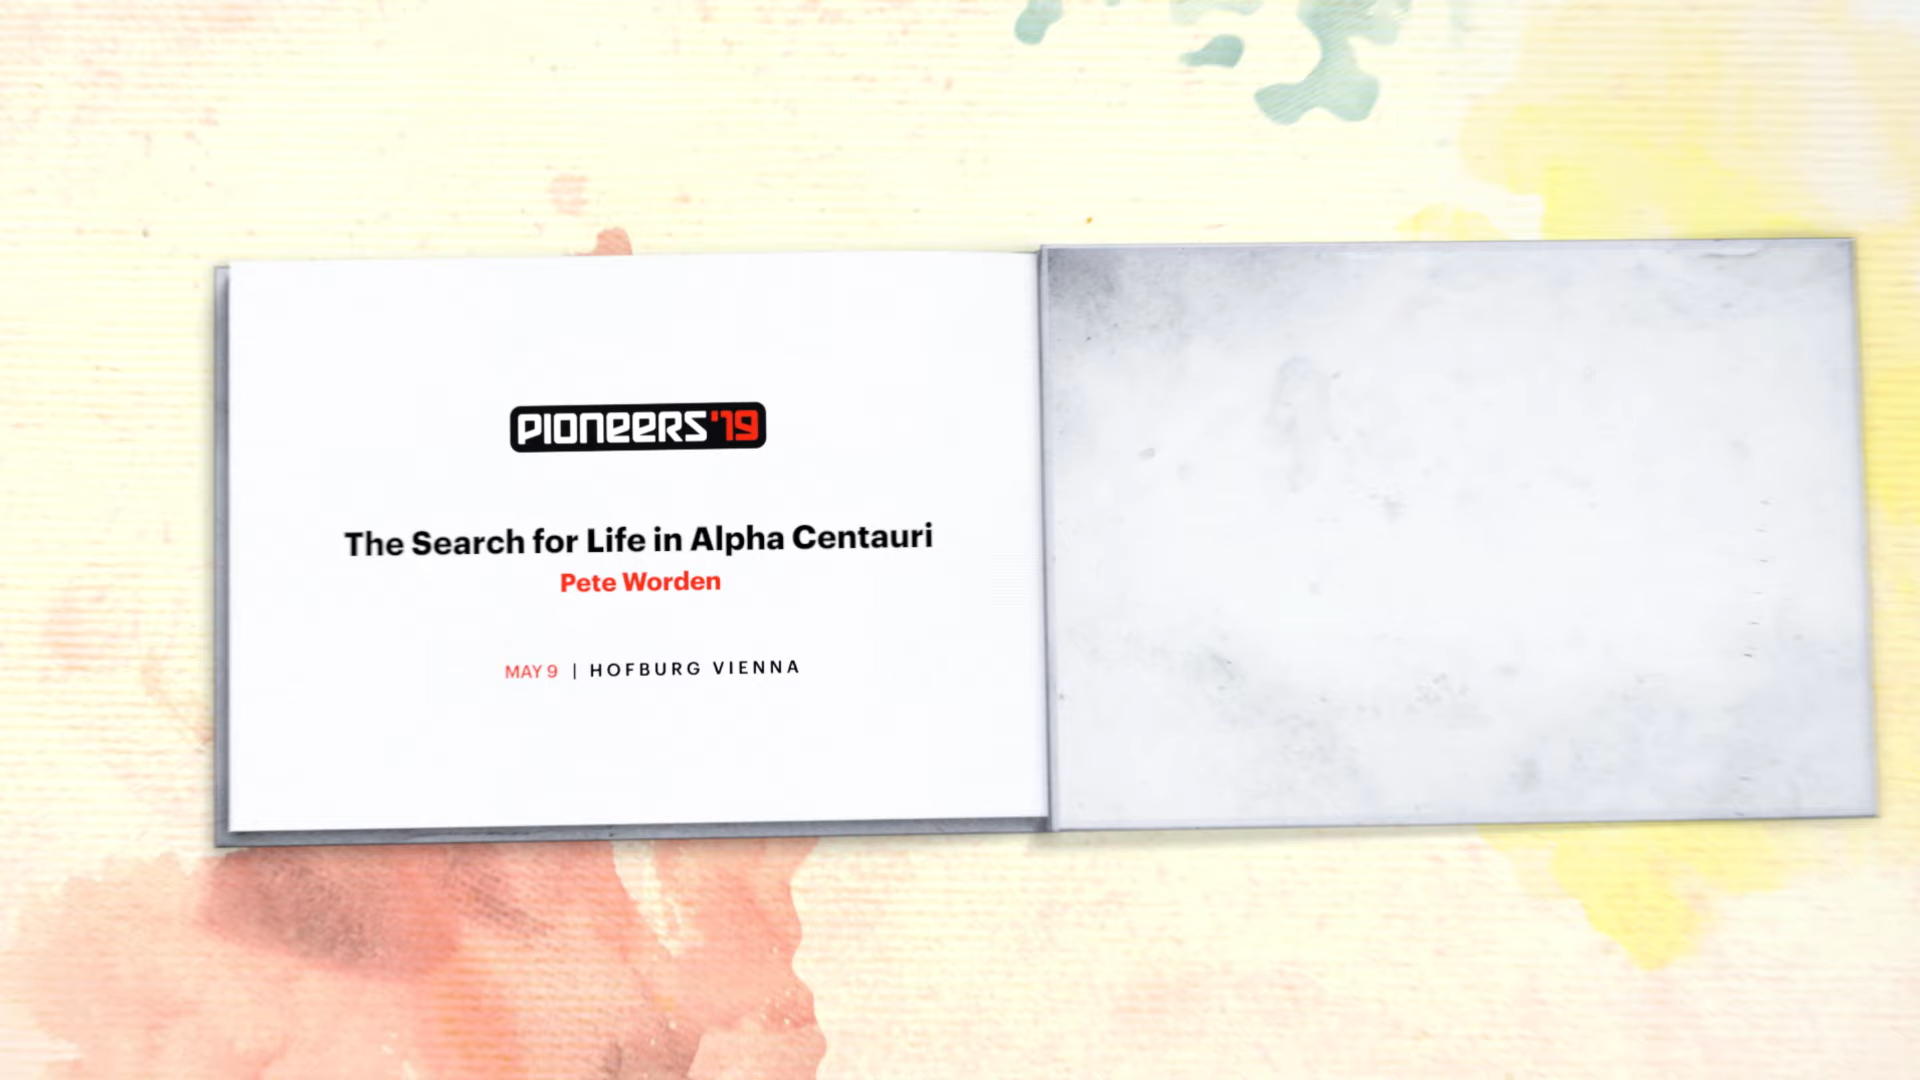 PIONEERS'19
The Search for Life in Alpha Centauri
Pete Worden
MAY 9 | HOFBURG VIENNA